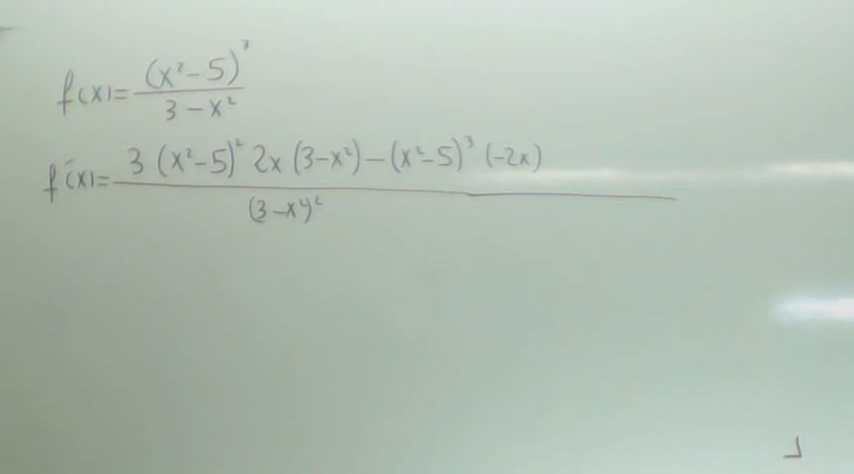 f(x)= (x²-5)³ / 3-x²
f'(x)= 3(x²-5)² 2x(3-x²)-(x²-5)³(-2x) / (3-x²)²